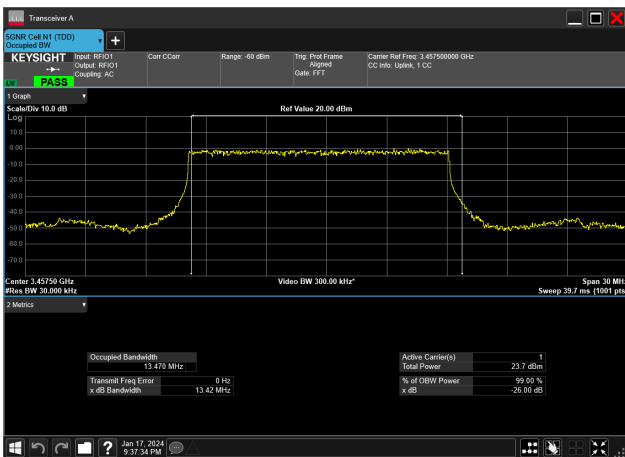 Transceiver A
5GNR Cell N1 (TDD)
Occupied BW
KEYSIGHT
Input: RFIO1
Output: RFIO1
Coupling: AC
Corr CCorr
Range: -60 dBm
Trig: Prot Frame
Aligned
Gate: FFT
Carrier Ref Freq: 3.457500000 GHz
CC Info: Uplink, 1 CC
PASS
1 Graph
Scale/Div 10.0 dB
Ref Value 20.00 dBm
Log
10.0
0.00
-10.0
-20.0
-30.0
-40.0
-50.0
-60.0
-70.0
Center 3.45750 GHz
Video BW 300.00 kHz*
Span 30 MHz
#Res BW 30.000 kHz
Sweep 39.7 ms (1001 pts
2 Metrics
Occupied Bandwidth
13.470 MHz
Active Carrier(s) 1
Total Power 23.7 dBm
Transmit Freq Error 0 Hz
x dB Bandwidth 13.42 MHz
% of OBW Power 99.00 %
x dB -26.00 dB
?
Jan 17, 2024
9:37:34 PM